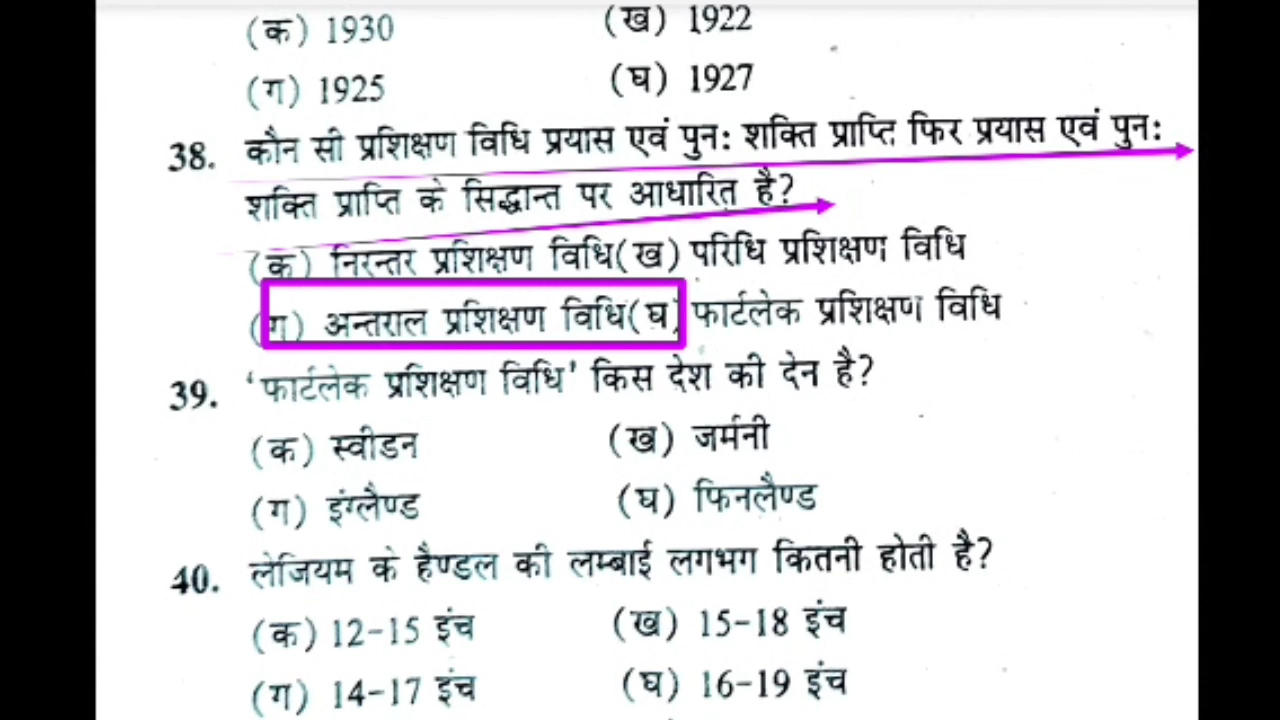 (क) 1930 (ख) 1922
(ग) 1925 (घ) 1927
38. कौन सी प्रशिक्षण विधि प्रयास एवं पुनः शक्ति प्राप्ति फिर प्रयास एवं पुनः
शक्ति प्राप्ति के सिद्धान्त पर आधारित है?
(क) निरन्तर प्रशिक्षण विधि(ख) परिधि प्रशिक्षण विधि
(ग) अन्तराल प्रशिक्षण विधि(घ) फार्टलेक प्रशिक्षण विधि
39. 'फार्टलेक प्रशिक्षण विधि' किस देश की देन है?
(क) स्वीडन (ख) जर्मनी
(ग) इंग्लैण्ड (घ) फिनलैण्ड
40. लेजियम के हैण्डल की लम्बाई लगभग कितनी होती है?
(क) 12-15 इंच (ख) 15-18 इंच
(ग) 14-17 इंच (घ) 16-19 इंच